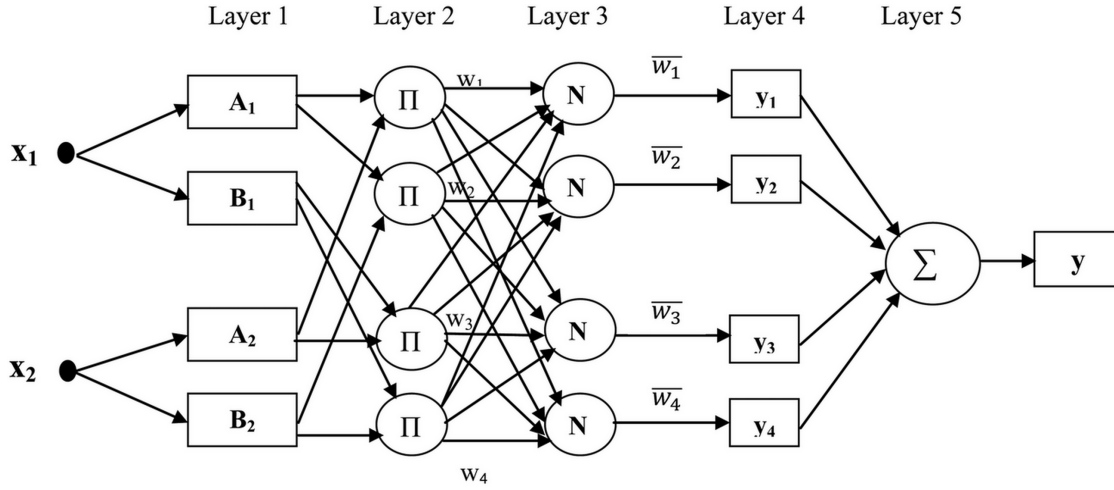 Layer 1 Layer 2 Layer 3 Layer 4 Layer 5
A₁ Π w₁ N w̅₁ y₁
x₁
B₁ Π w₂ N w̅₂ y₂
Σ y
A₂ Π w₃ N w̅₃ y₃
x₂
B₂ Π N w̅₄ y₄
w₄